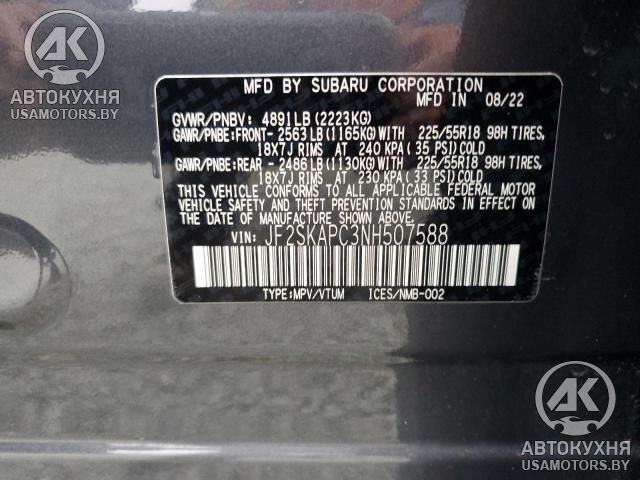 AK
АВТОКУХНЯ
USAMOTORS.BY
MFD BY SUBARU CORPORATION
MFD IN 08/22
GVWR/PNBV: 4891LB(2223KG)
GAWR/PNBE:FRONT- 2563LB(1165KG)WITH 225/55R18 98H TIRES,
18X7J RIMS AT 240 KPA(35 PSI)COLD
GAWR/PNBE:REAR - 2486LB(1130KG)WITH 225/55R18 98H TIRES,
18X7J RIMS AT 230 KPA(33 PSI)COLD
THIS VEHICLE CONFORMS TO ALL APPLICABLE FEDERAL MOTOR
VEHICLE SAFETY AND THEFT PREVENTION STANDARDS IN EFFECT
ON THE DATE OF MANUFACTURE SHOWN ABOVE.
VIN: JF2SKAPC3NH507588
TYPE:MPV/VTUM ICES/NMB-002
AK
АВТОКУХНЯ
USAMOTORS.BY